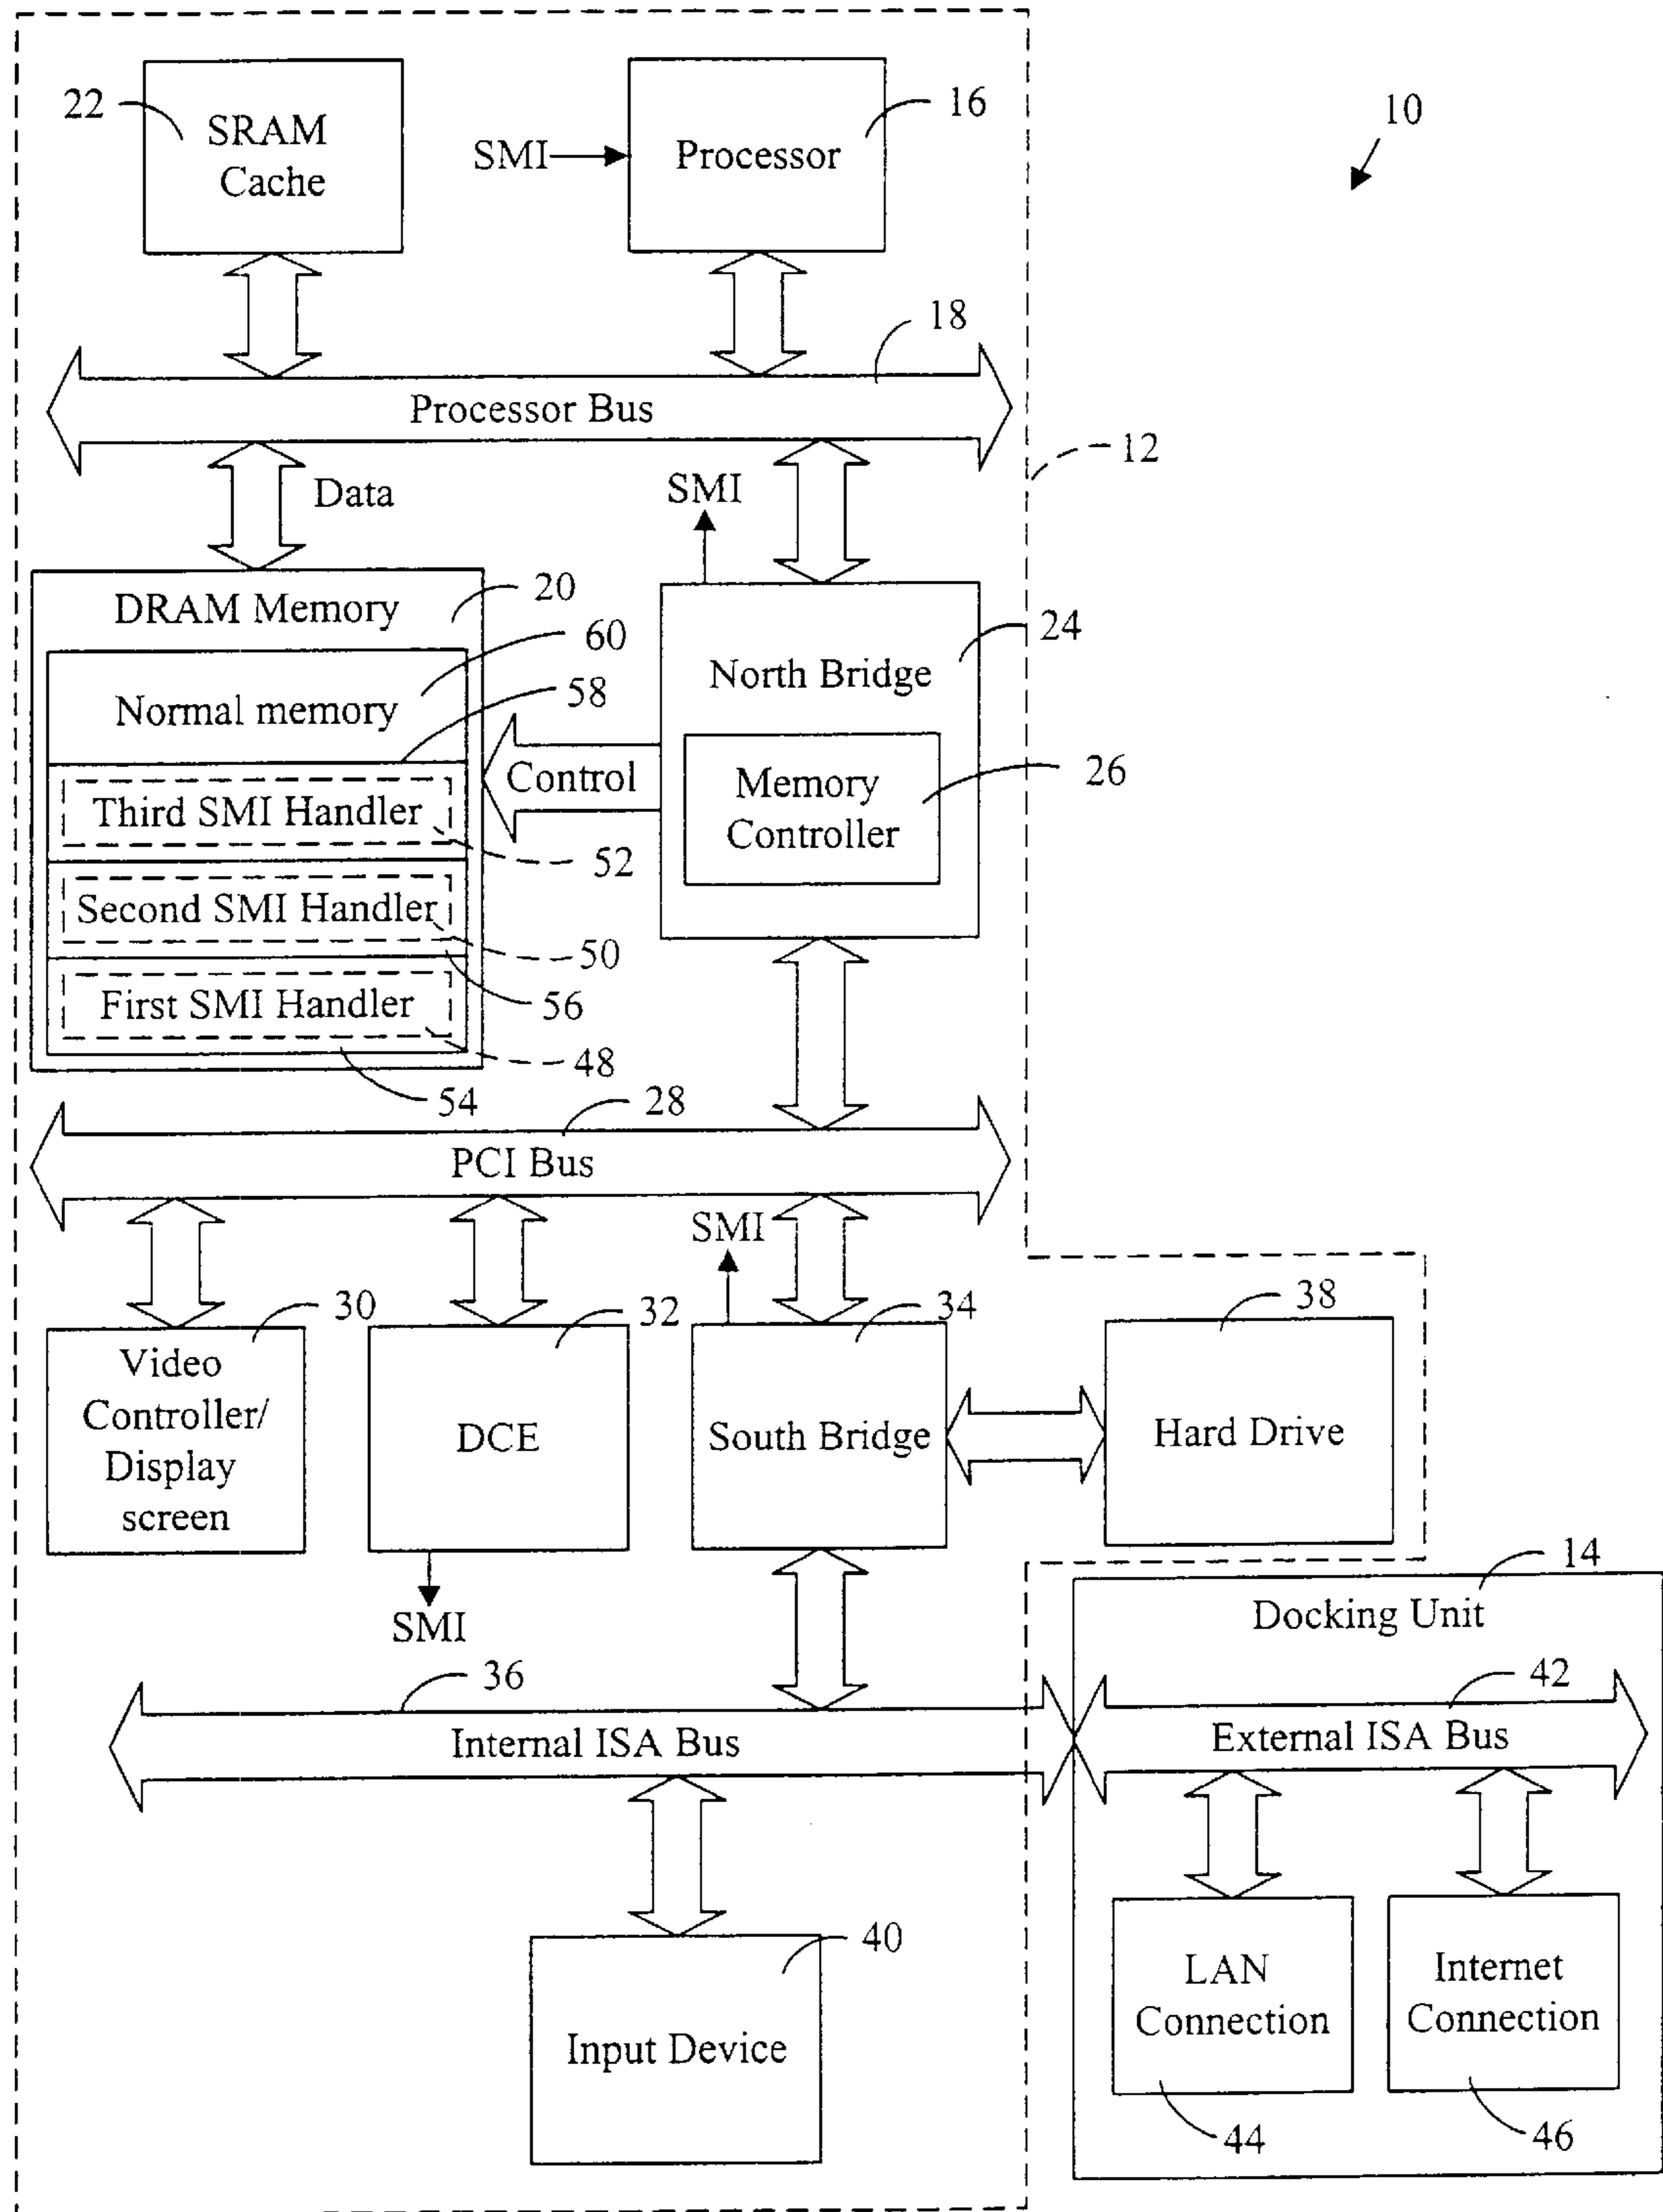 22
SRAM
Cache
SMI
Processor
16
10
18
Processor Bus
12
Data
SMI
DRAM Memory
20
60
Normal memory
58
Third SMI Handler
52
Second SMI Handler
50
56
First SMI Handler
48
54
24
North Bridge
Control
Memory
Controller
26
28
PCI Bus
SMI
30
Video
Controller/
Display
screen
32
DCE
SMI
34
South Bridge
38
Hard Drive
14
Docking Unit
36
Internal ISA Bus
42
External ISA Bus
40
Input Device
LAN
Connection
44
Internet
Connection
46